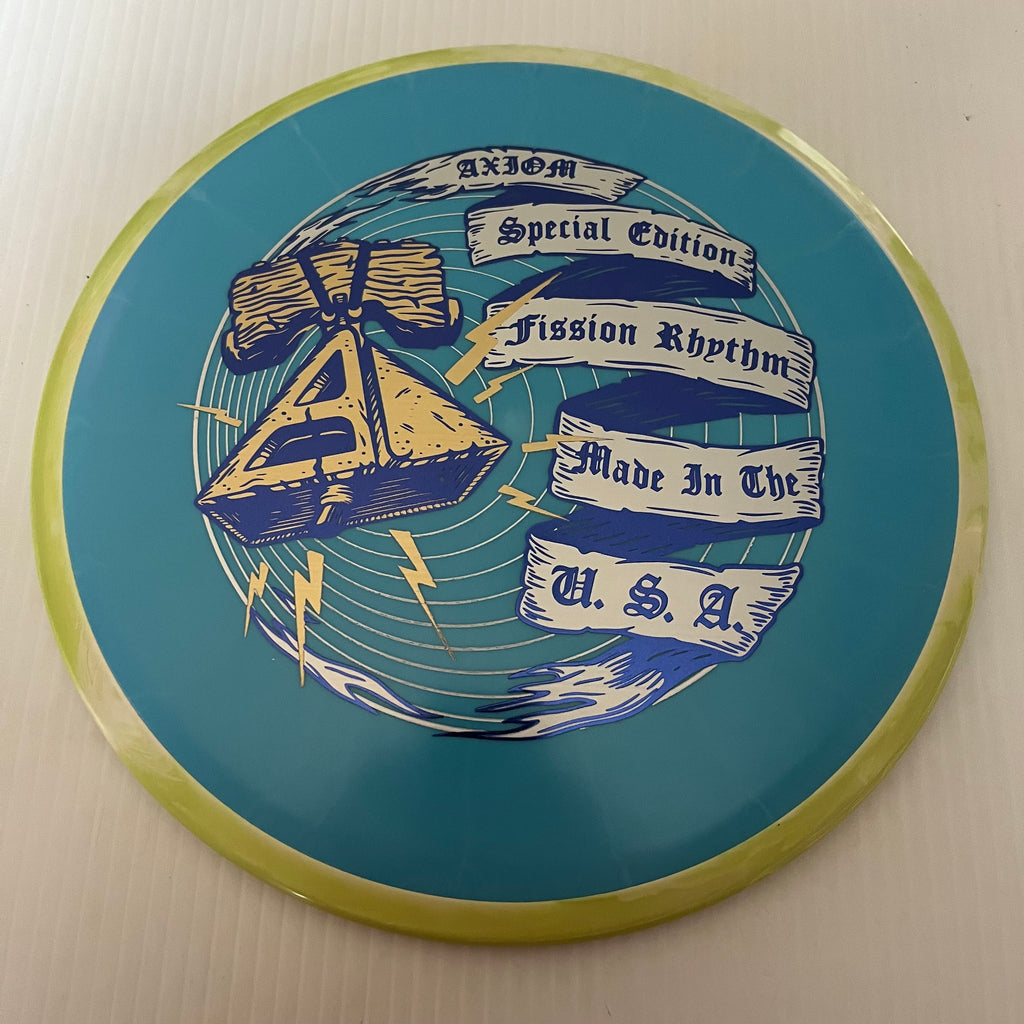 AXIOM
Special Edition
Fission Rhythm
Made In The
U. S. A.